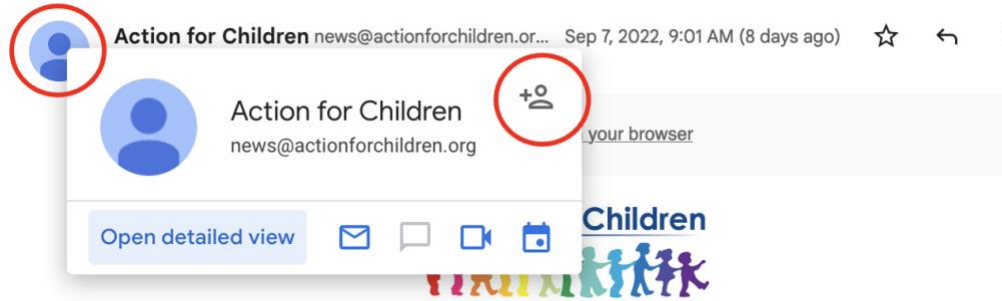 Action for Children news@actionforchildren.or... Sep 7, 2022, 9:01 AM (8 days ago)
Action for Children
news@actionforchildren.org
your browser
Open detailed view
Children